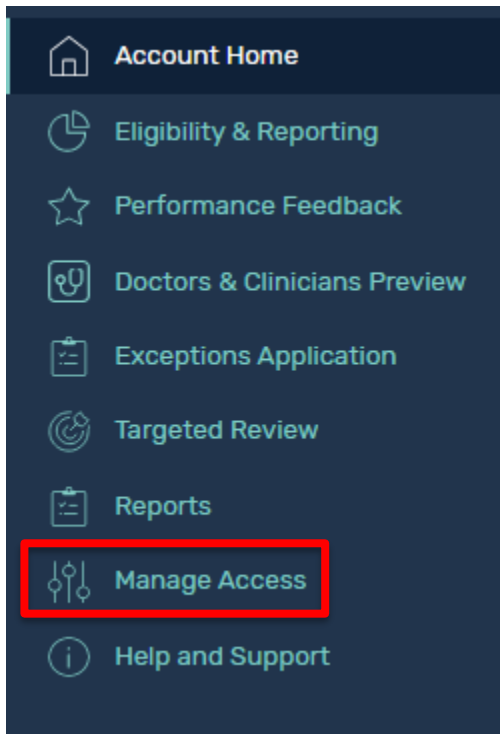 Account Home
Eligibility & Reporting
Performance Feedback
Doctors & Clinicians Preview
Exceptions Application
Targeted Review
Reports
Manage Access
Help and Support